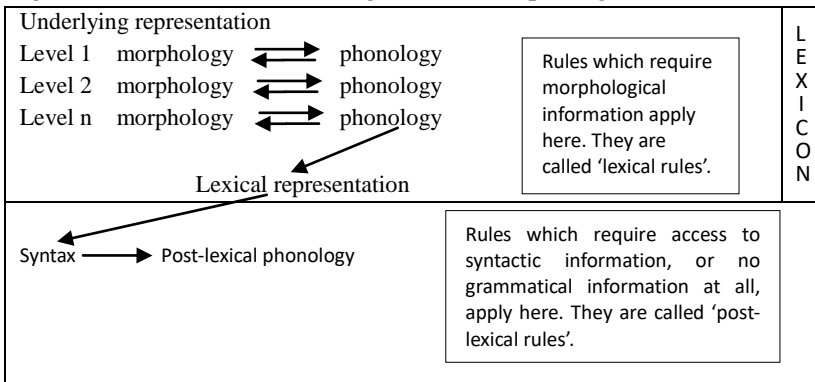 Underlying representation
Level 1 morphology phonology
Level 2 morphology phonology
Level n morphology phonology
Lexical representation
Rules which require
morphological
information apply
here. They are
called ‘lexical rules’.
L
E
X
I
C
O
N
Syntax Post-lexical phonology
Rules which require access to
syntactic information, or no
grammatical information at all,
apply here. They are called ‘post-
lexical rules’.